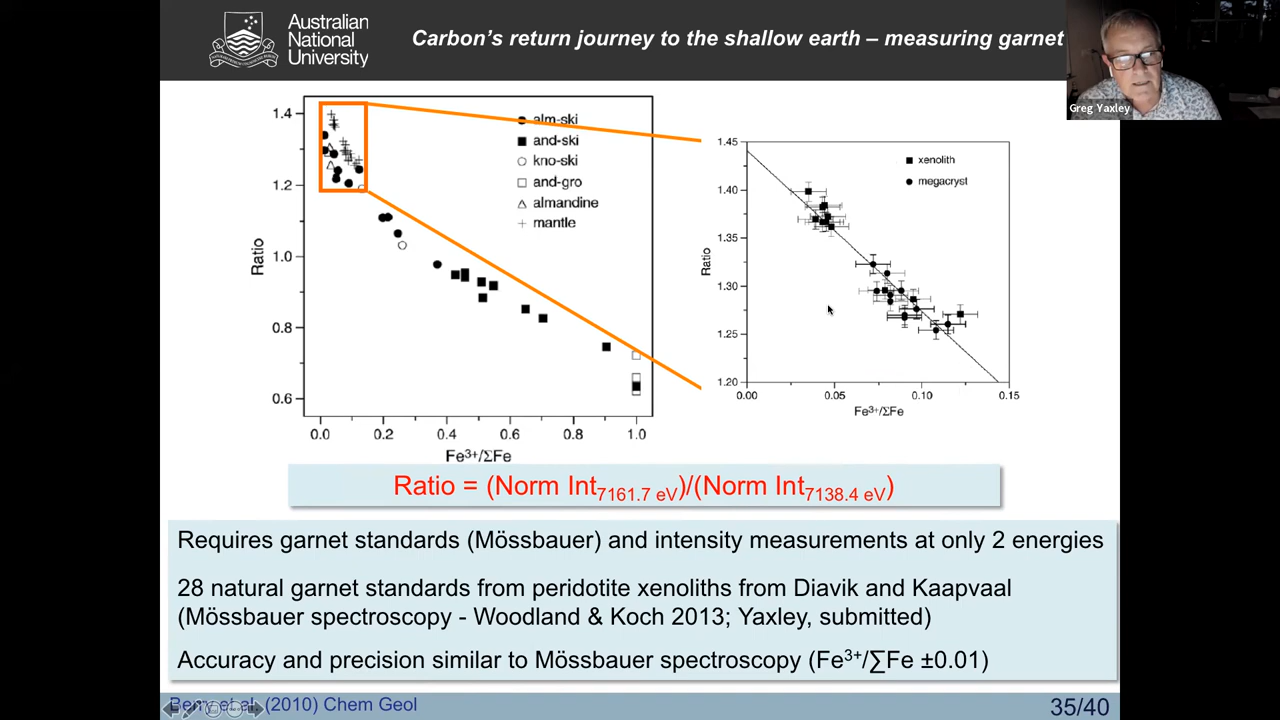 Australian
National
University
Carbon's return journey to the shallow earth – measuring garnet
Greg Yaxley
1.4
1.2
1.0
0.8
0.6
Ratio
0.0
0.2
0.4
0.6
0.8
1.0
Fe³⁺/ΣFe
alm-ski
and-ski
kno-ski
and-gro
almandine
mantle
1.45
1.40
1.35
1.30
1.25
1.20
Ratio
0.00
0.05
0.10
0.15
Fe³⁺/ΣFe
xenolith
megacryst
Ratio = (Norm Int7161.7 eV)/(Norm Int7138.4 eV)
Requires garnet standards (Mössbauer) and intensity measurements at only 2 energies
28 natural garnet standards from peridotite xenoliths from Diavik and Kaapvaal
(Mössbauer spectroscopy - Woodland & Koch 2013; Yaxley, submitted)
Accuracy and precision similar to Mössbauer spectroscopy (Fe³⁺/∑Fe ±0.01)
(2010) Chem Geol
35/40